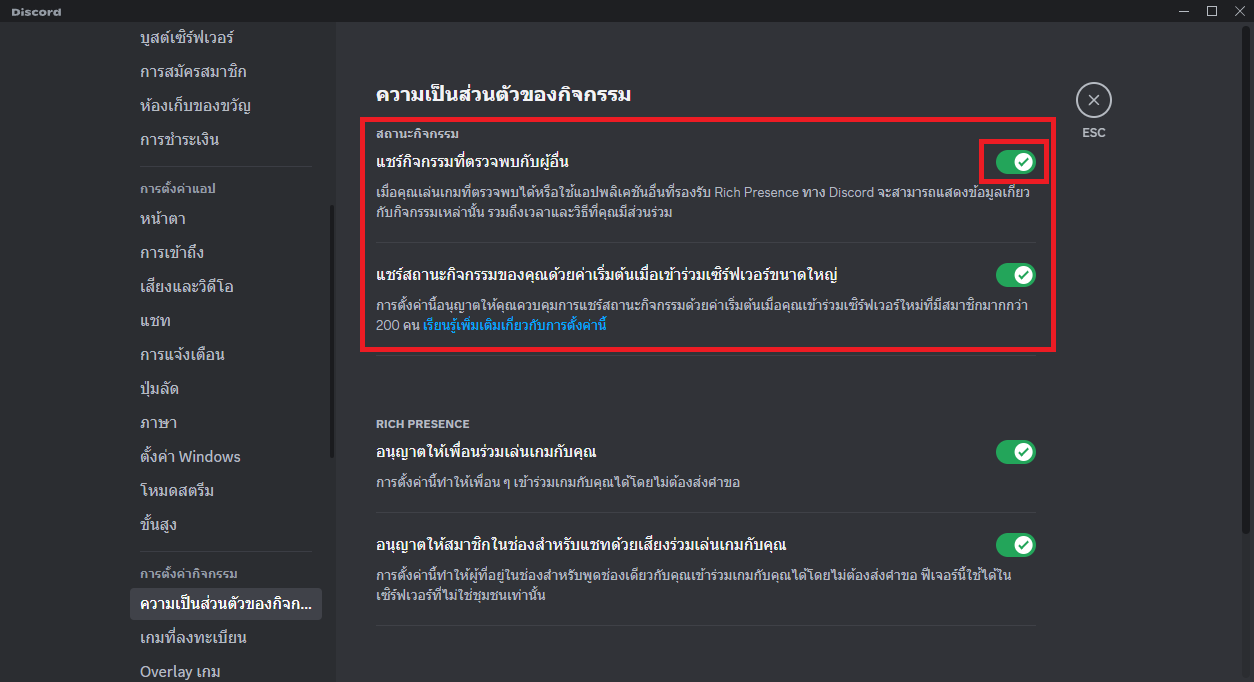 Discord
บูสต์เซิร์ฟเวอร์
การสมัครสมาชิก
ห้องเก็บของขวัญ
การชำระเงิน
การตั้งค่าแอป
หน้าตา
การเข้าถึง
เสียงและวิดีโอ
แชท
การแจ้งเตือน
ปุ่มลัด
ภาษา
ตั้งค่า Windows
โหมดสตรีม
ขั้นสูง
การตั้งค่ากิจกรรม
ความเป็นส่วนตัวของกิจก...
เกมที่ลงทะเบียน
Overlay เกม
ความเป็นส่วนตัวของกิจกรรม
สถานะกิจกรรม
แชร์กิจกรรมที่ตรวจพบกับผู้อื่น
เมื่อคุณเล่นเกมที่ตรวจพบได้หรือใช้แอปพลิเคชันอื่นที่รองรับ Rich Presence ทาง Discord จะสามารถแสดงข้อมูลเกี่ยว
กับกิจกรรมเหล่านั้น รวมถึงเวลาและวิธีที่คุณมีส่วนร่วม
แชร์สถานะกิจกรรมของคุณด้วยค่าเริ่มต้นเมื่อเข้าร่วมเซิร์ฟเวอร์ขนาดใหญ่
การตั้งค่านี้อนุญาตให้คุณควบคุมการแชร์สถานะกิจกรรมด้วยค่าเริ่มต้นเมื่อคุณเข้าร่วมเซิร์ฟเวอร์ใหม่ที่มีสมาชิกมากกว่า
200 คน เรียนรู้เพิ่มเติมเกี่ยวกับการตั้งค่านี้
RICH PRESENCE
อนุญาตให้เพื่อนร่วมเล่นเกมกับคุณ
การตั้งค่านี้ทำให้เพื่อน ๆ เข้าร่วมเกมกับคุณได้โดยไม่ต้องส่งคำขอ
อนุญาตให้สมาชิกในช่องสำหรับแชทด้วยเสียงร่วมเล่นเกมกับคุณ
การตั้งค่านี้ทำให้ผู้ที่อยู่ในช่องสำหรับพูดช่องเดียวกับคุณเข้าร่วมเกมกับคุณได้โดยไม่ต้องส่งคำขอ ฟีเจอร์นี้ใช้ได้ใน
เซิร์ฟเวอร์ที่ไม่ใช่ชุมชนเท่านั้น
ESC